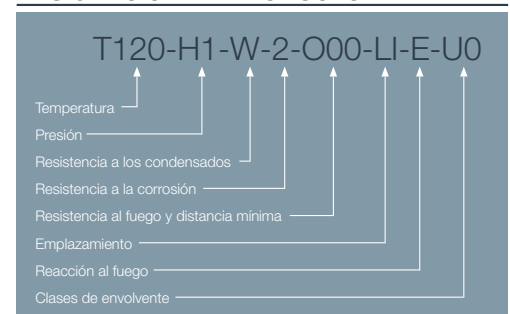 T120-H1-W-2-O00-LI-E-U0
Temperatura
Presión
Resistencia a los condensados
Resistencia a la corrosión
Resistencia al fuego y distancia mínima
Emplazamiento
Reacción al fuego
Clases de envolvente